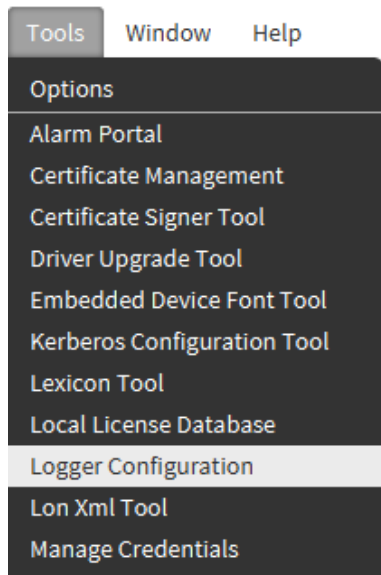 Tools Window Help
Options
Alarm Portal
Certificate Management
Certificate Signer Tool
Driver Upgrade Tool
Embedded Device Font Tool
Kerberos Configuration Tool
Lexicon Tool
Local License Database
Logger Configuration
Lon Xml Tool
Manage Credentials